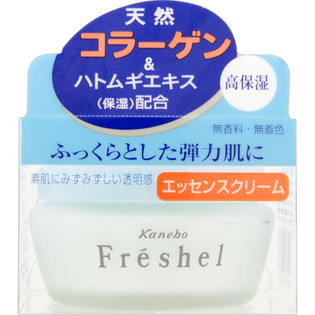 天然
コラーゲン
&
ハトムギエキス
(保湿)配合
高保湿
無香料・無着色
ふっくらとした弾力肌に
素肌にみずみずしい透明感
エッセンスクリーム
Kanebo
Fréshel